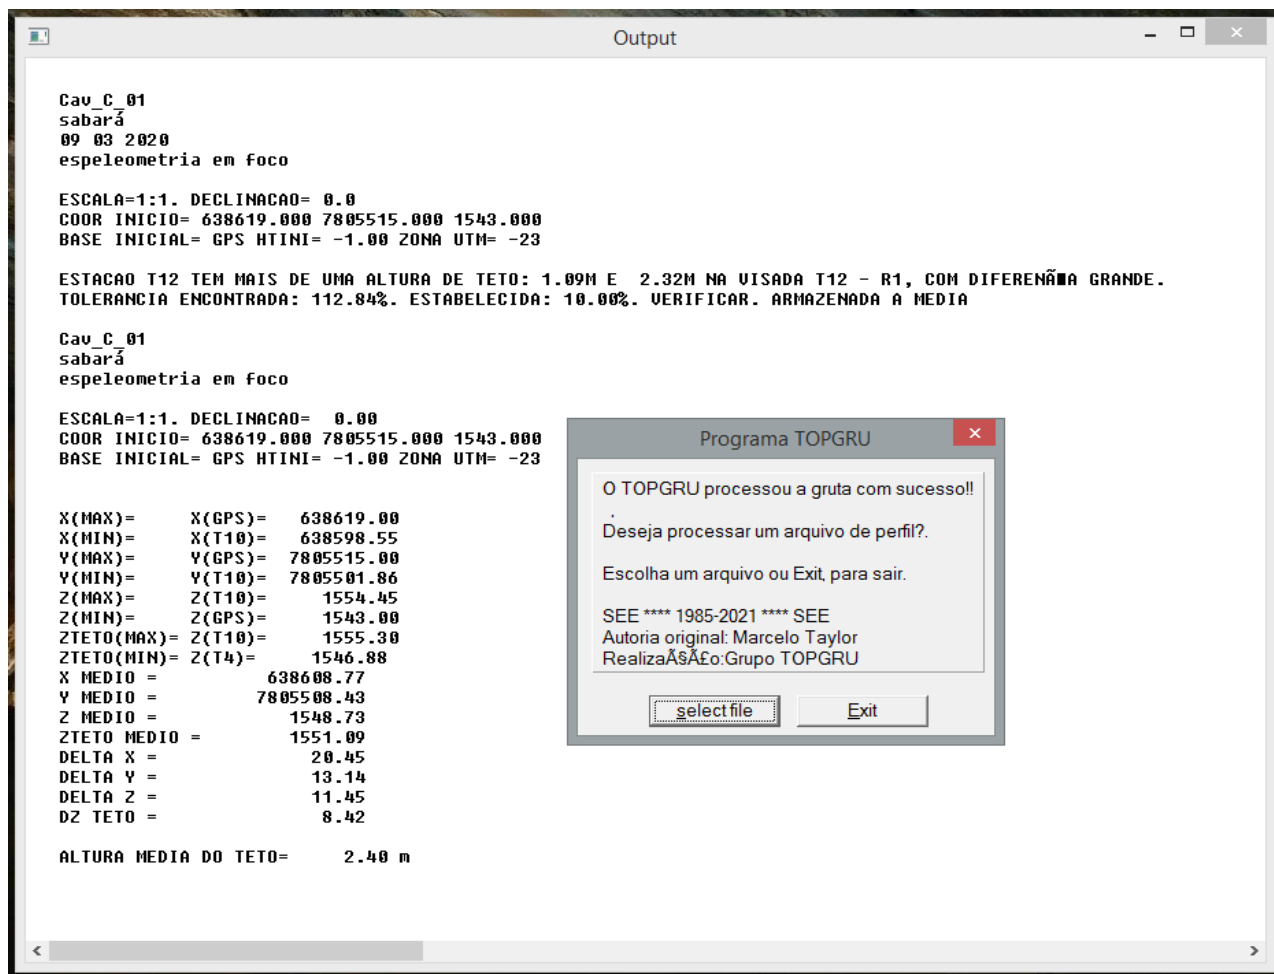 Output
Cav_C_01
sabará
09 03 2020
espeleometria em foco
ESCALA=1:1. DECLINACAO= 0.0
COOR INICIO= 638619.000 7805515.000 1543.000
BASE INICIAL= GPS HTINI= -1.00 ZONA UTM= -23
ESTACAO T12 TEM MAIS DE UMA ALTURA DE TETO: 1.09M E  2.32M NA VISADA T12 - R1, COM DIFERENÃ■A GRANDE.
TOLERANCIA ENCONTRADA: 112.84%. ESTABELECIDA: 10.00%. VERIFICAR. ARMAZENADA A MEDIA
Cav_C_01
sabará
espeleometria em foco
ESCALA=1:1. DECLINACAO=  0.00
COOR INICIO= 638619.000 7805515.000 1543.000
BASE INICIAL= GPS HTINI= -1.00 ZONA UTM= -23
X(MAX)=     X(GPS)=   638619.00
X(MIN)=     X(T10)=   638598.55
Y(MAX)=     Y(GPS)=  7805515.00
Y(MIN)=     Y(T10)=  7805501.86
Z(MAX)=     Z(T10)=     1554.45
Z(MIN)=     Z(GPS)=     1543.00
ZTETO(MAX)= Z(T10)=     1555.30
ZTETO(MIN)= Z(T4)=     1546.88
X MEDIO =          638608.77
Y MEDIO =         7805508.43
Z MEDIO =            1548.73
ZTETO MEDIO =        1551.09
DELTA X =              20.45
DELTA Y =              13.14
DELTA Z =              11.45
DZ TETO =               8.42
ALTURA MEDIA DO TETO=     2.40 m
Programa TOPGRU
O TOPGRU processou a gruta com sucesso!!
.
Deseja processar um arquivo de perfil?.
Escolha um arquivo ou Exit, para sair.
SEE **** 1985-2021 **** SEE
Autoria original: Marcelo Taylor
RealizaÃ§Ã£o:Grupo TOPGRU
select file
Exit